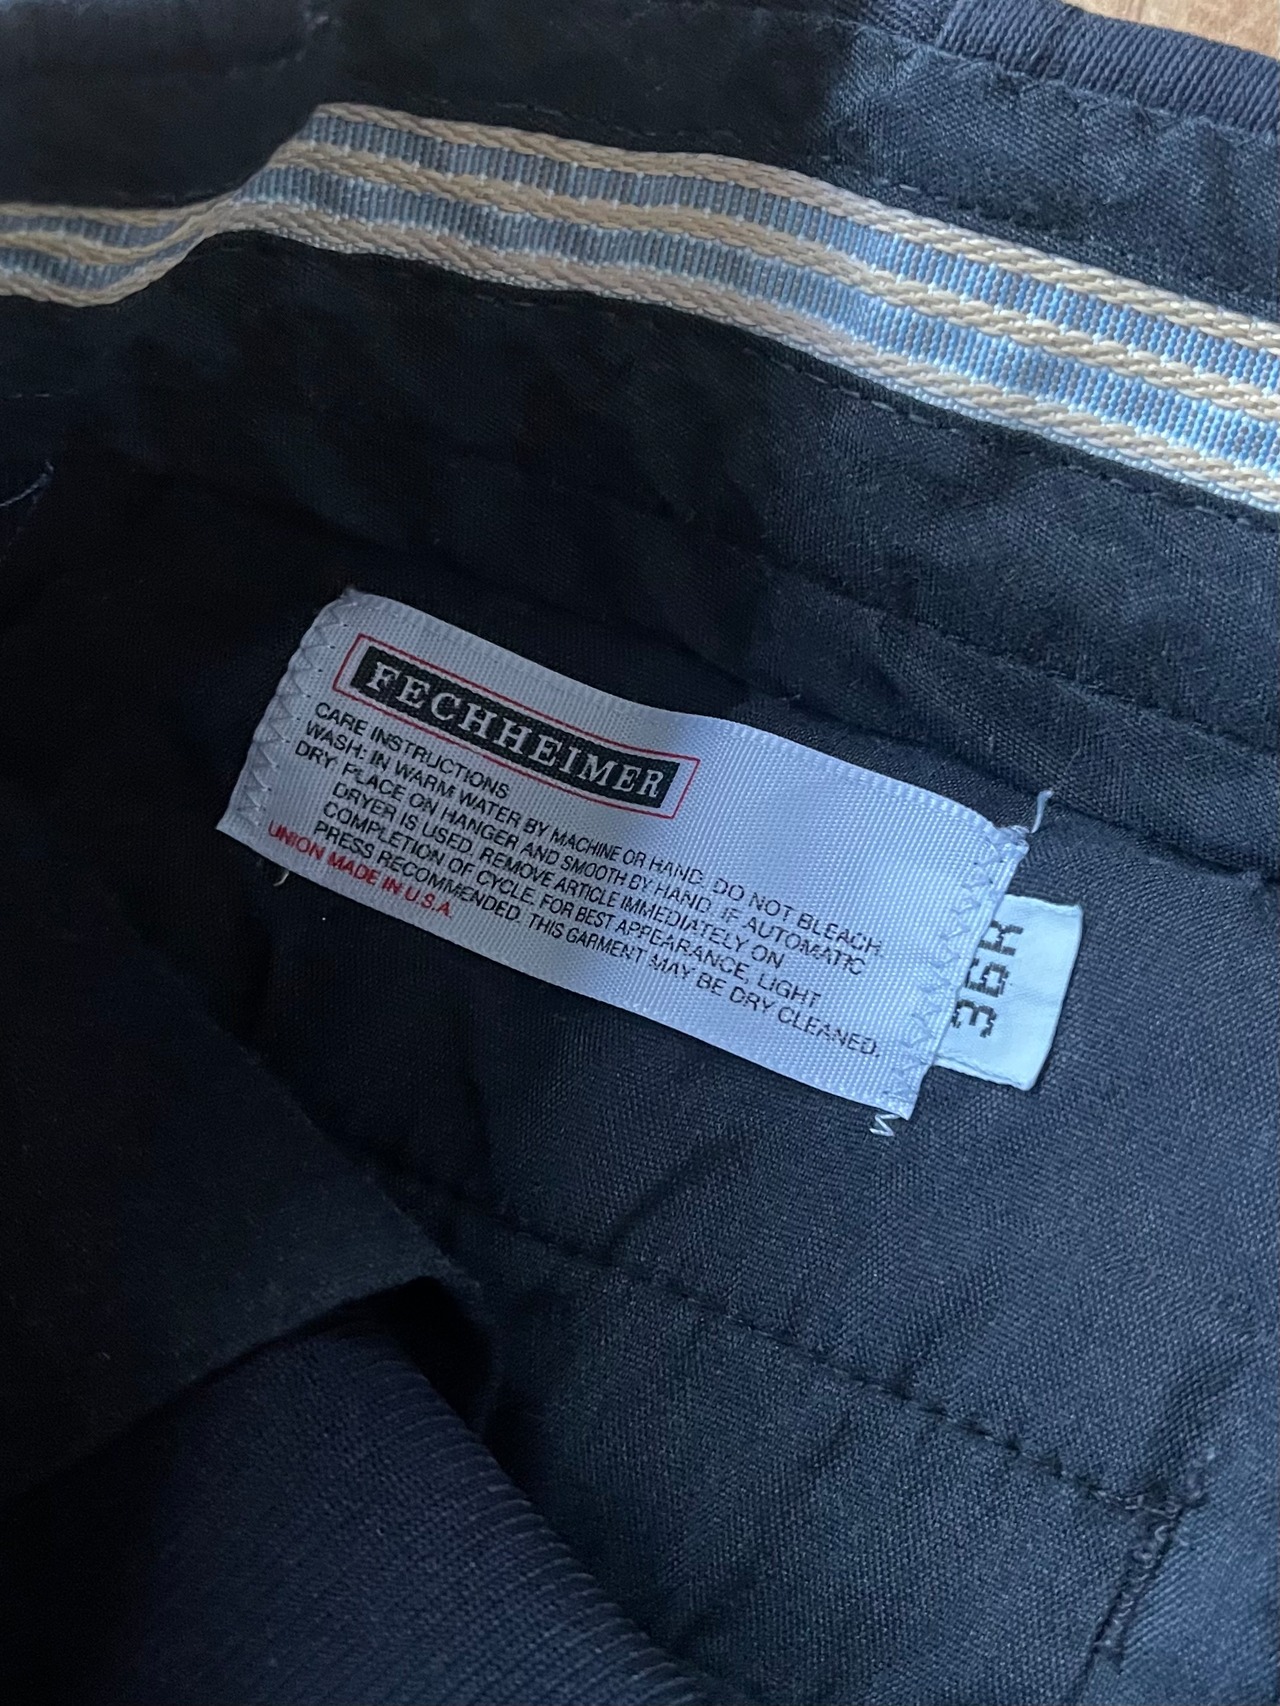 FECHHEIMER
CARE INSTRUCTIONS
WASH: IN WARM WATER BY MACHINE OR HAND. DO NOT BLEACH.
DRY: PLACE ON HANGER AND SMOOTH BY HAND. IF AUTOMATIC
DRYER IS USED, REMOVE ARTICLE IMMEDIATELY ON
COMPLETION OF CYCLE. FOR BEST APPEARANCE, LIGHT
PRESS RECOMMENDED. THIS GARMENT MAY BE DRY CLEANED.
UNION MADE IN U.S.A.
36R